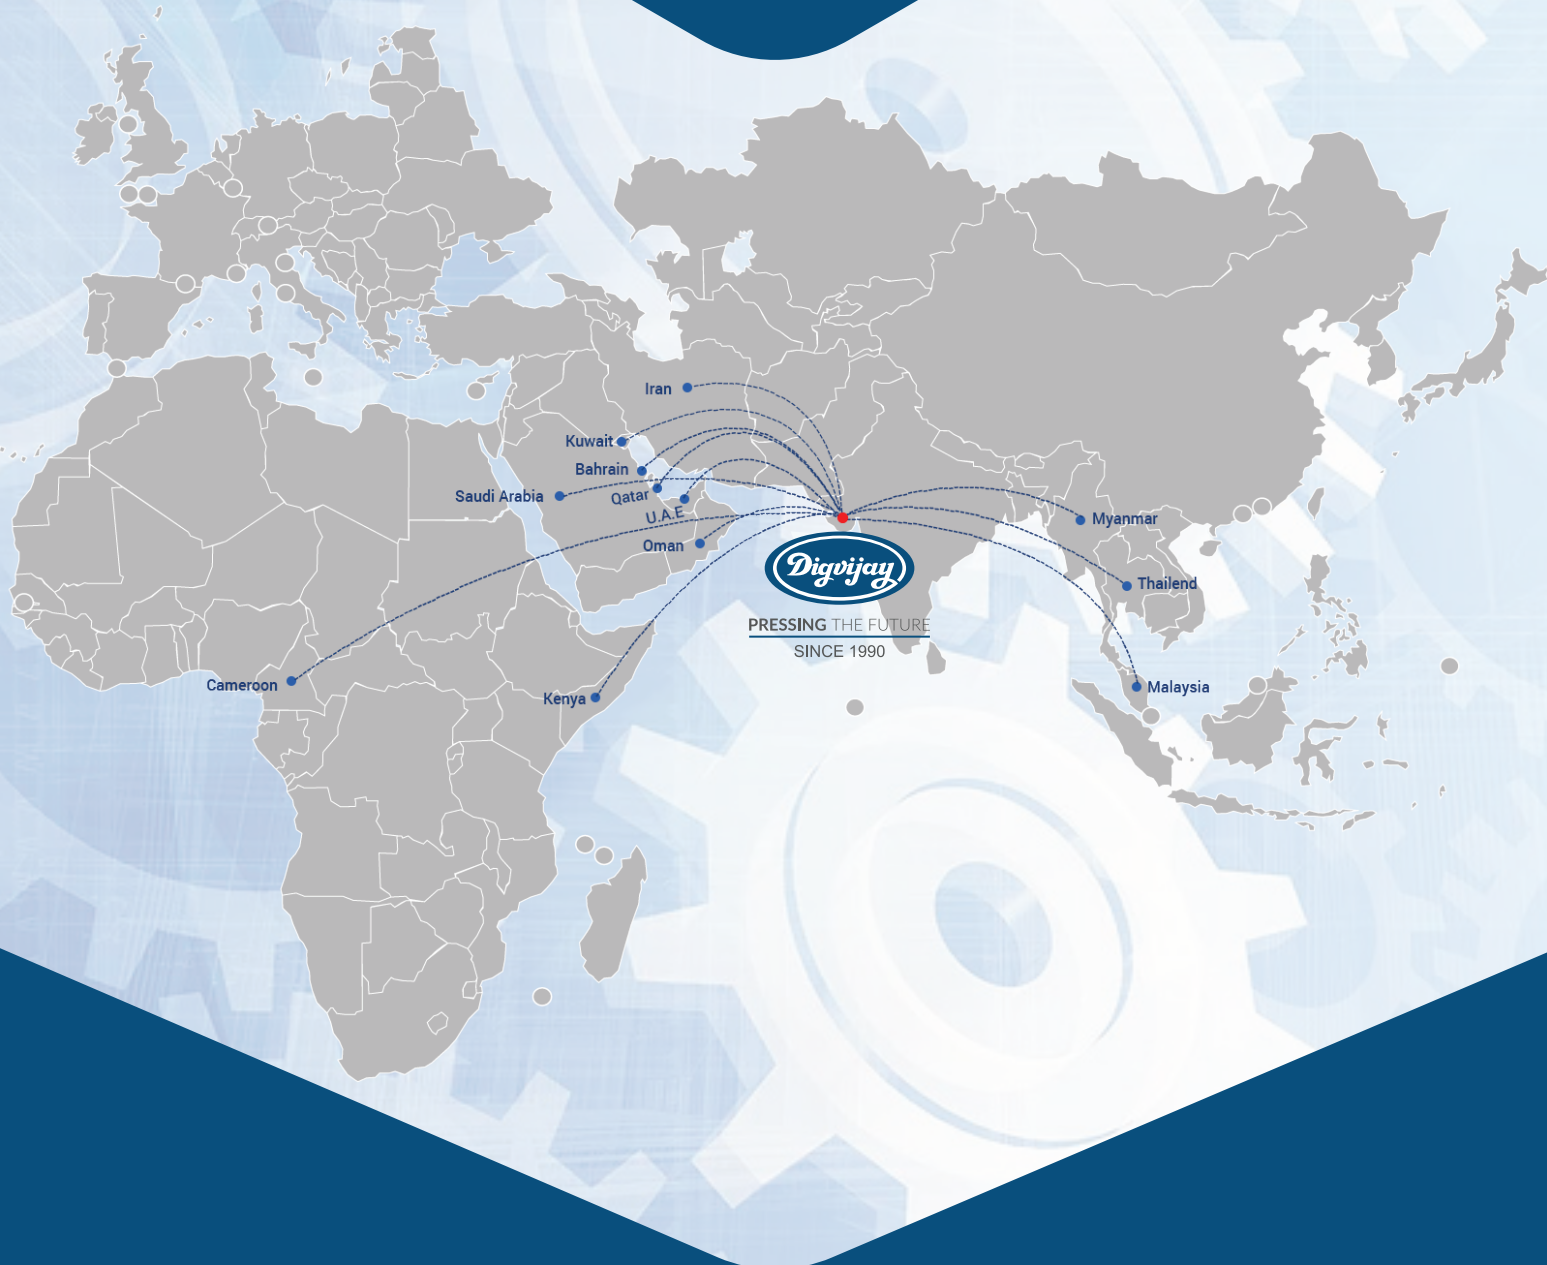 Iran
Kuwait
Bahrain
Saudi Arabia
Qatar
U.A.E
Oman
Myanmar
Digvijay
Thailend
PRESSING THE FUTURE
SINCE 1990
Cameroon
Kenya
Malaysia